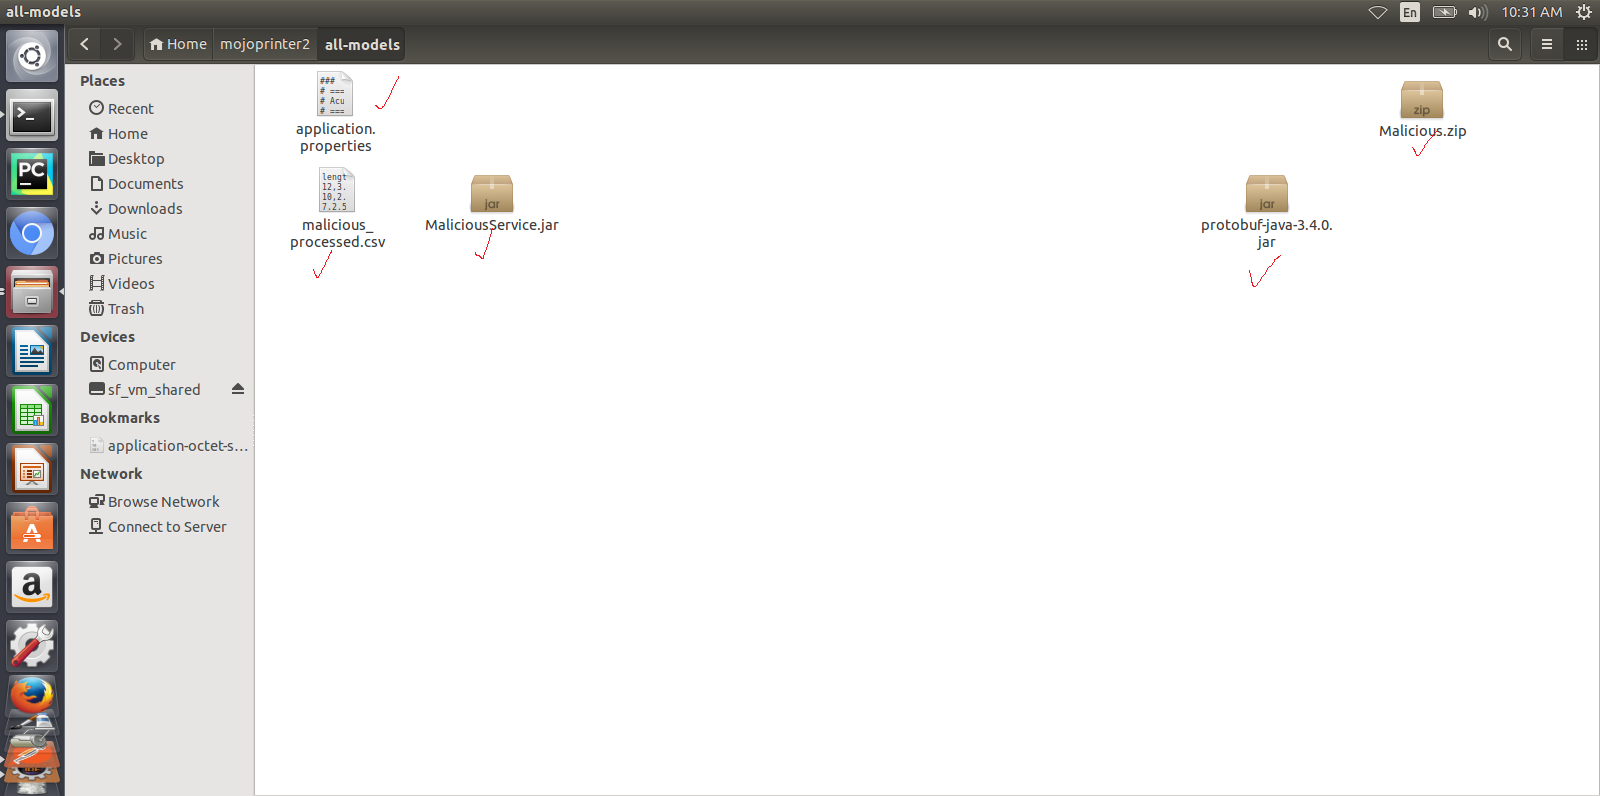 all-models
En
10:31 AM
Home
mojoprinter2
all-models
Places
Recent
Home
Desktop
Documents
Downloads
Music
Pictures
Videos
Trash
Devices
Computer
sf_vm_shared
Bookmarks
application-octet-s...
Network
Browse Network
Connect to Server
###
# ===
# Acu
# ===
application.
properties
zip
Malicious.zip
lengt
12,3.
10,2.
7,2.5
malicious_
processed.csv
jar
MaliciousService.jar
jar
protobuf-java-3.4.0.
jar
>_
PC
A
a